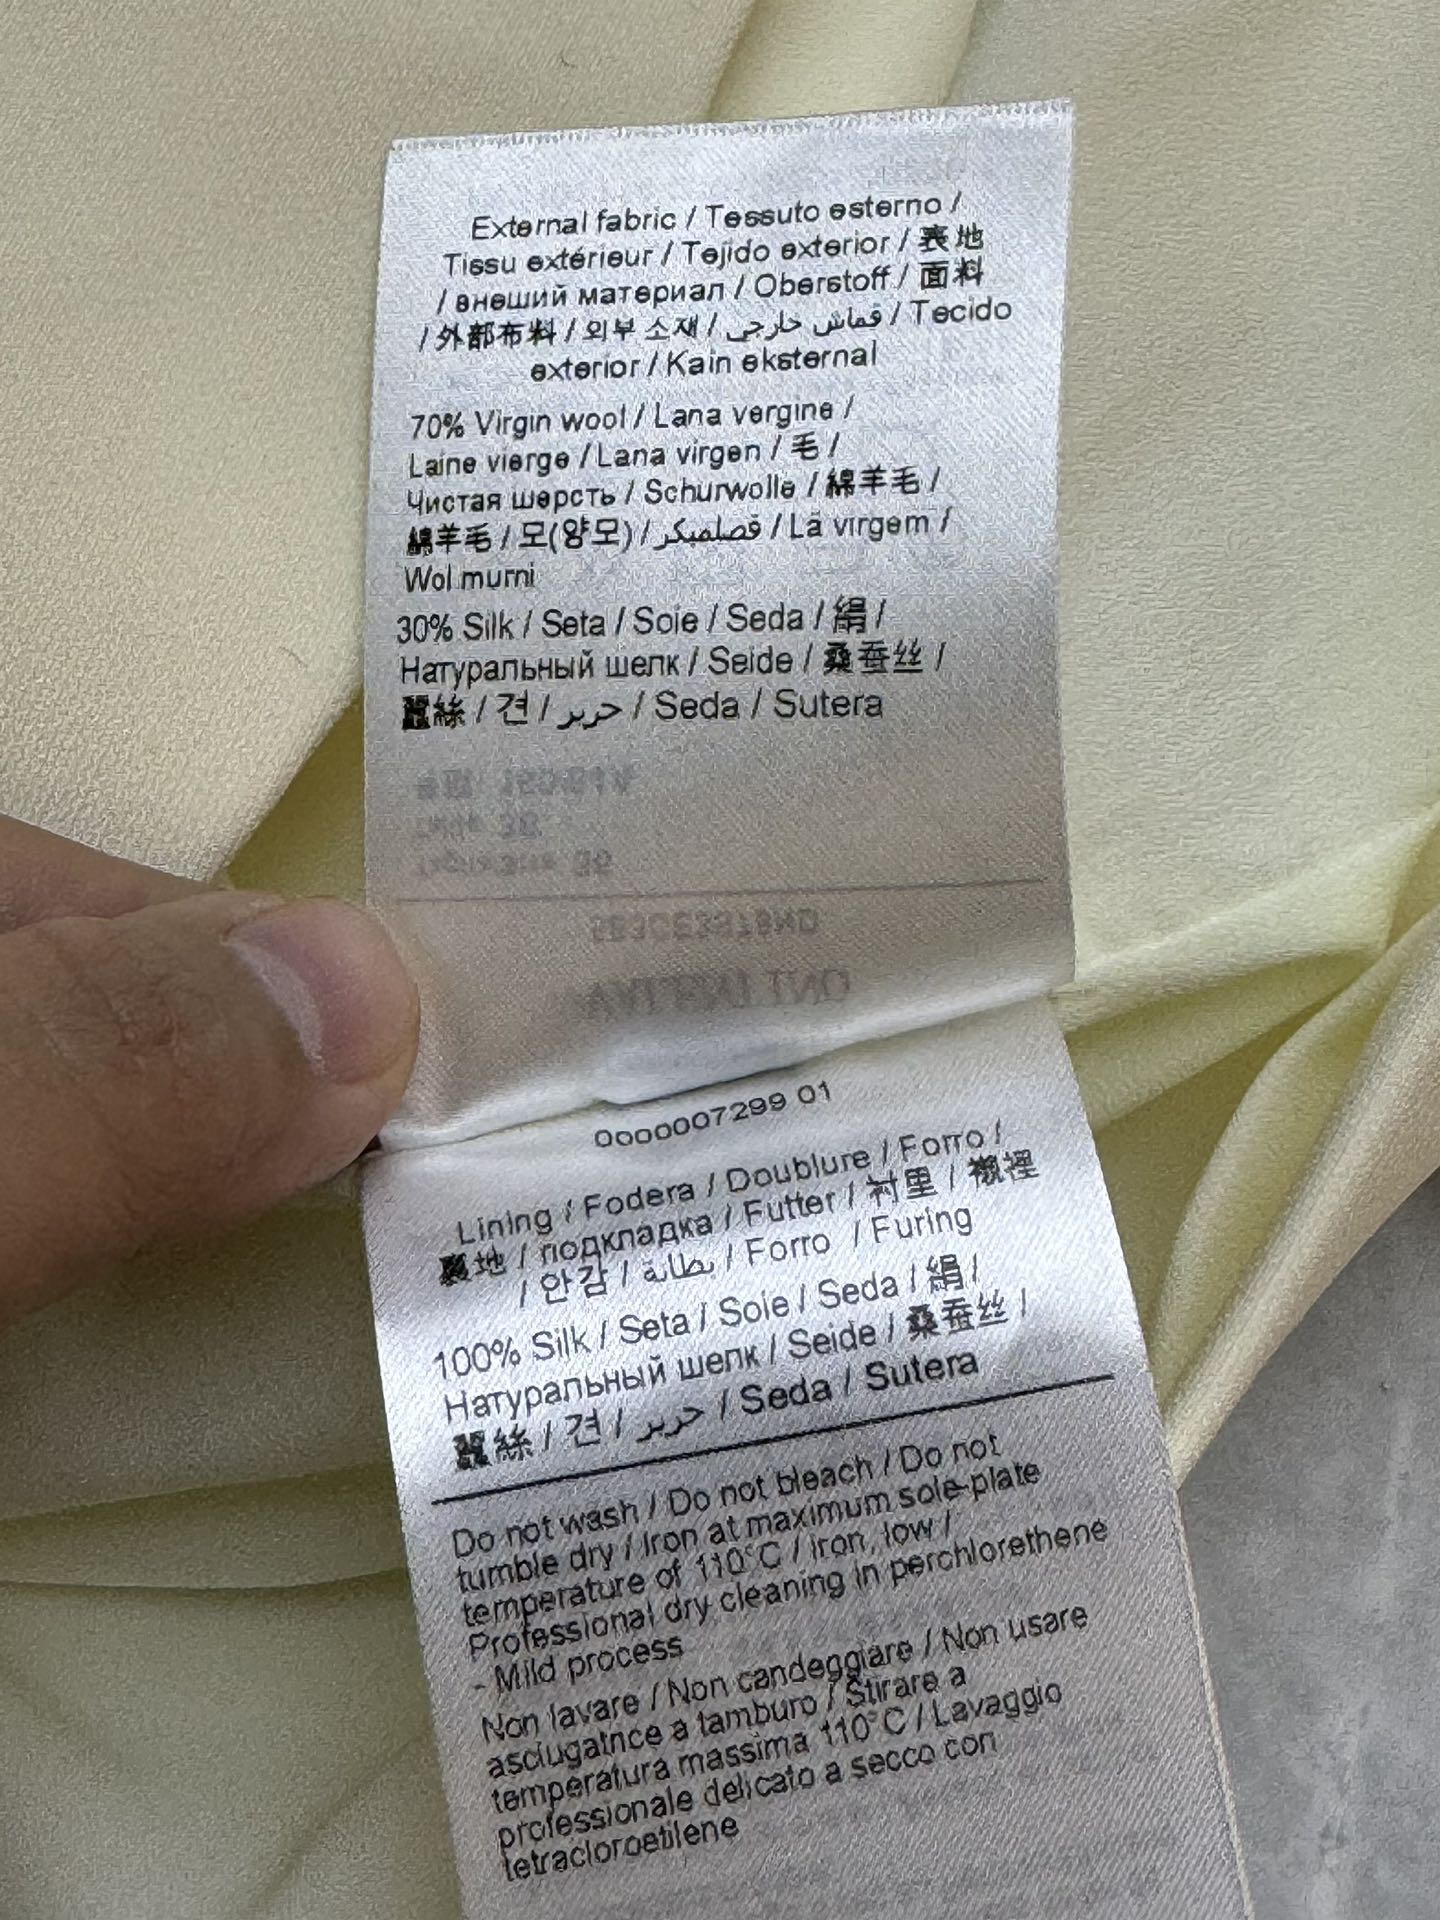 External fabric / Tessuto esterno /
Tissu extérieur / Tejido exterior / 表地
/ внешний материал / Oberstoff / 面料
/ 外部布料 / 외부 소재 / قماش خارجي / Tecido
exterior / Kain eksternal
70% Virgin wool / Lana vergine /
Laine vierge / Lana virgen / 毛 /
Чистая шерсть / Schurwolle / 綿羊毛 /
綿羊毛 / 모(양모) / / Lã virgem /
Wol murni
30% Silk / Seta / Soie / Seda / 絹 /
Натуральный шелк / Seide / 桑蚕丝 /
蠶絲 / 견 / حرير / Seda / Sutera
0000007299 01
Lining / Fodera / Doublure / Forro /
裏地 / подкладка / Futter / 衬里 / 襯裡
/ 안감 / بطانة / Forro / Furing
100% Silk / Seta / Soie / Seda / 絹 /
Натуральный шелк / Seide / 桑蚕丝 /
蠶絲 / 견 / حرير / Seda / Sutera
Do not wash / Do not bleach / Do not
tumble dry / Iron at maximum sole-plate
temperature of 110°C / Iron, low /
Professional dry cleaning in perchlorethene
- Mild process
Non lavare / Non candeggiare / Non usare
asciugatrice a tamburo / Stirare a
temperatura massima 110°C / Lavaggio
professionale delicato a secco con
tetracloroetilene